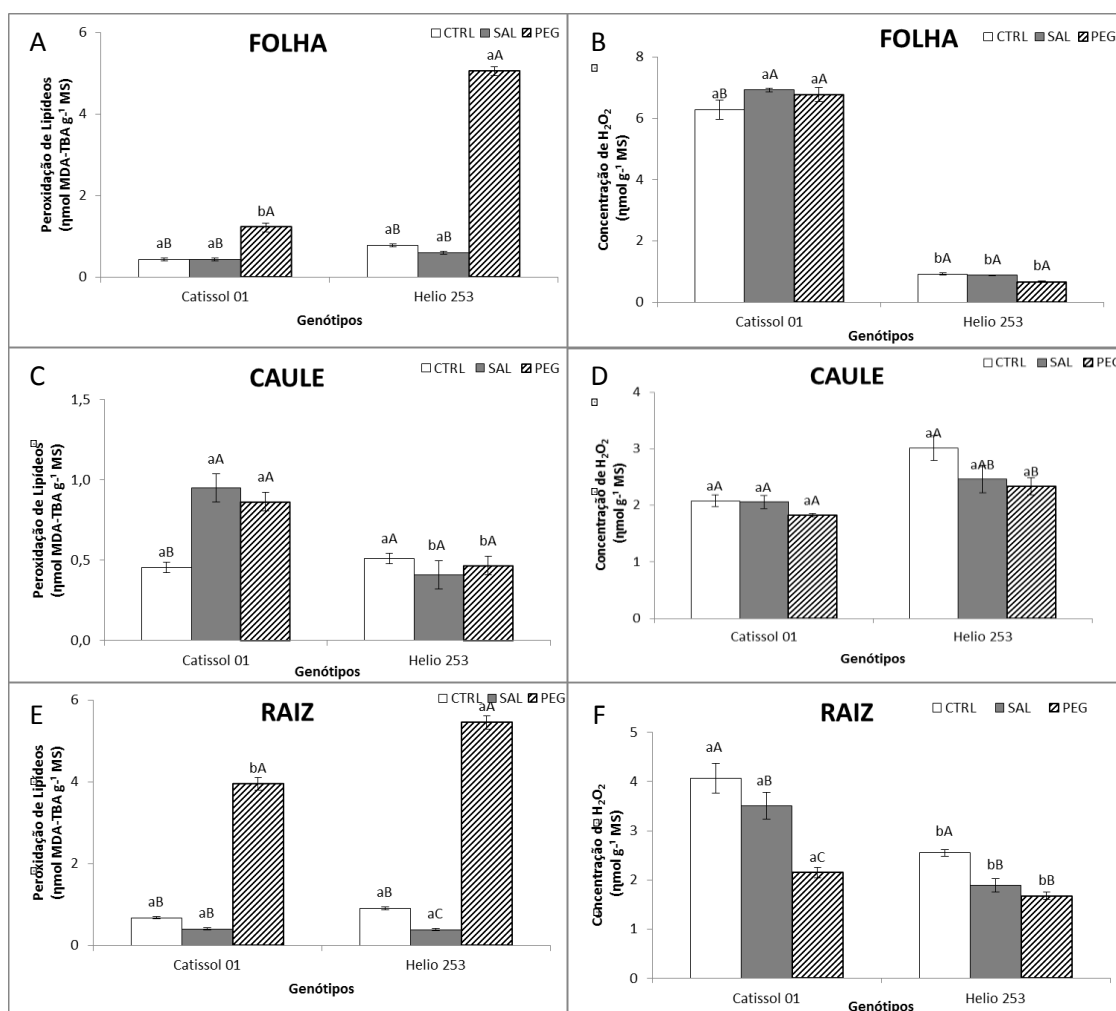 A
FOLHA
CTRL SAL PEG
Peroxidação de Lipídeos
(ηmol MDA-TBA g-¹ MS)
6
4
2
0
aB aB bA
aB aB aA
Catissol 01 Helio 253
Genótipos
B
FOLHA
CTRL SAL PEG
Concentração de H₂O₂
(ηmol g-¹ MS)
8
6
4
2
0
aB aA aA
bA bA bA
Catissol 01 Helio 253
Genótipos
C
CAULE
CTRL SAL PEG
Peroxidação de Lipídeos
(ηmol MDA-TBA g-¹ MS)
1,5
1,0
0,5
0,0
aB aA aA
aA bA bA
Catissol 01 Helio 253
Genótipos
D
CAULE
CTRL SAL PEG
Concentração de H₂O₂
(ηmol g-¹ MS)
4
3
2
1
0
aA aA aA
aA aAB aB
Catissol 01 Helio 253
Genótipos
E
RAIZ
CTRL SAL PEG
Peroxidação de Lipídeos
(ηmol MDA-TBA g-¹ MS)
6
4
2
0
aB aB bA
aB aC aA
Catissol 01 Helio 253
Genótipos
F
RAIZ
CTRL SAL PEG
Concentração de H₂O₂
(ηmol g-¹ MS)
5
4
3
2
1
0
aA aB aC
bA bB bB
Catissol 01 Helio 253
Genótipos